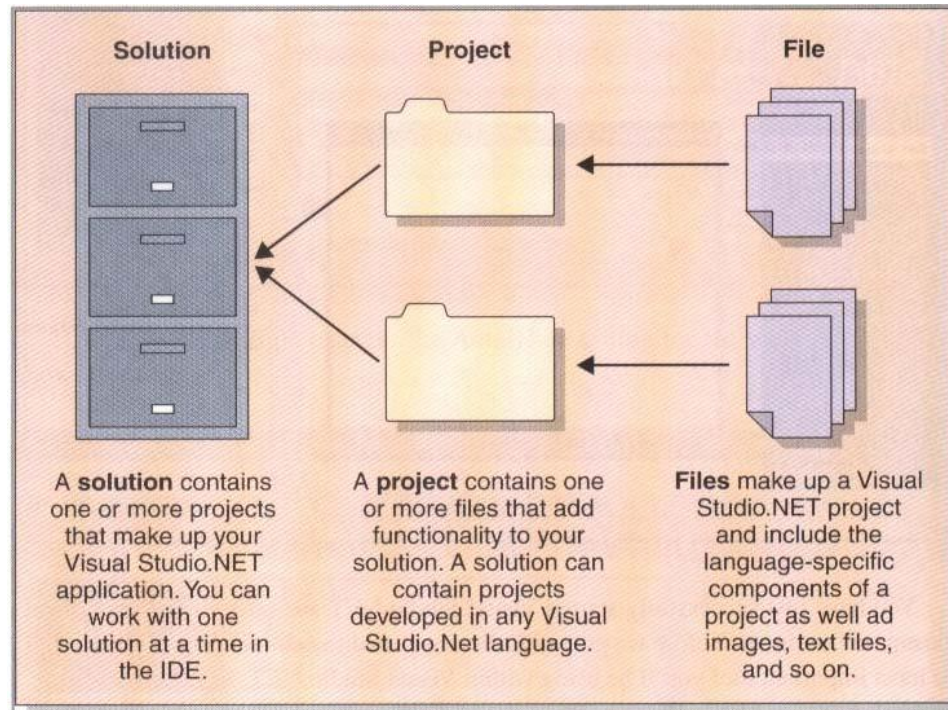 Solution
Project
File
A solution contains
one or more projects
that make up your
Visual Studio.NET
application. You can
work with one
solution at a time in
the IDE.
A project contains one
or more files that add
functionality to your
solution. A solution can
contain projects
developed in any Visual
Studio.Net language.
Files make up a Visual
Studio.NET project
and include the
language-specific
components of a
project as well ad
images, text files,
and so on.